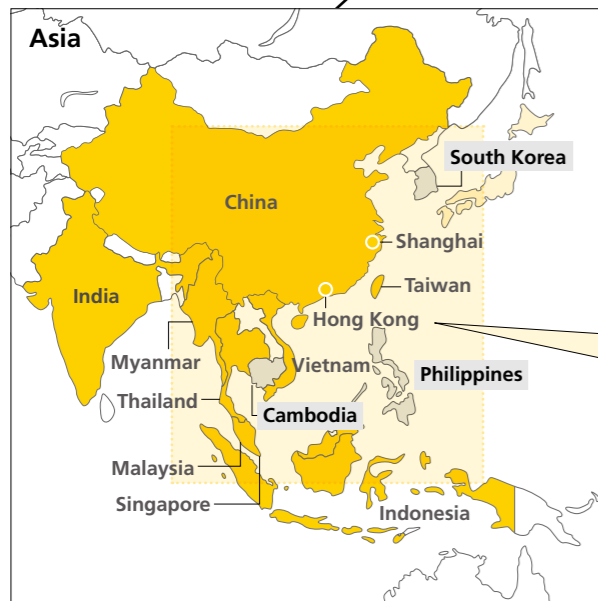 Asia
South Korea
China
Shanghai
India
Taiwan
Hong Kong
Myanmar
Vietnam
Philippines
Thailand
Cambodia
Malaysia
Singapore
Indonesia